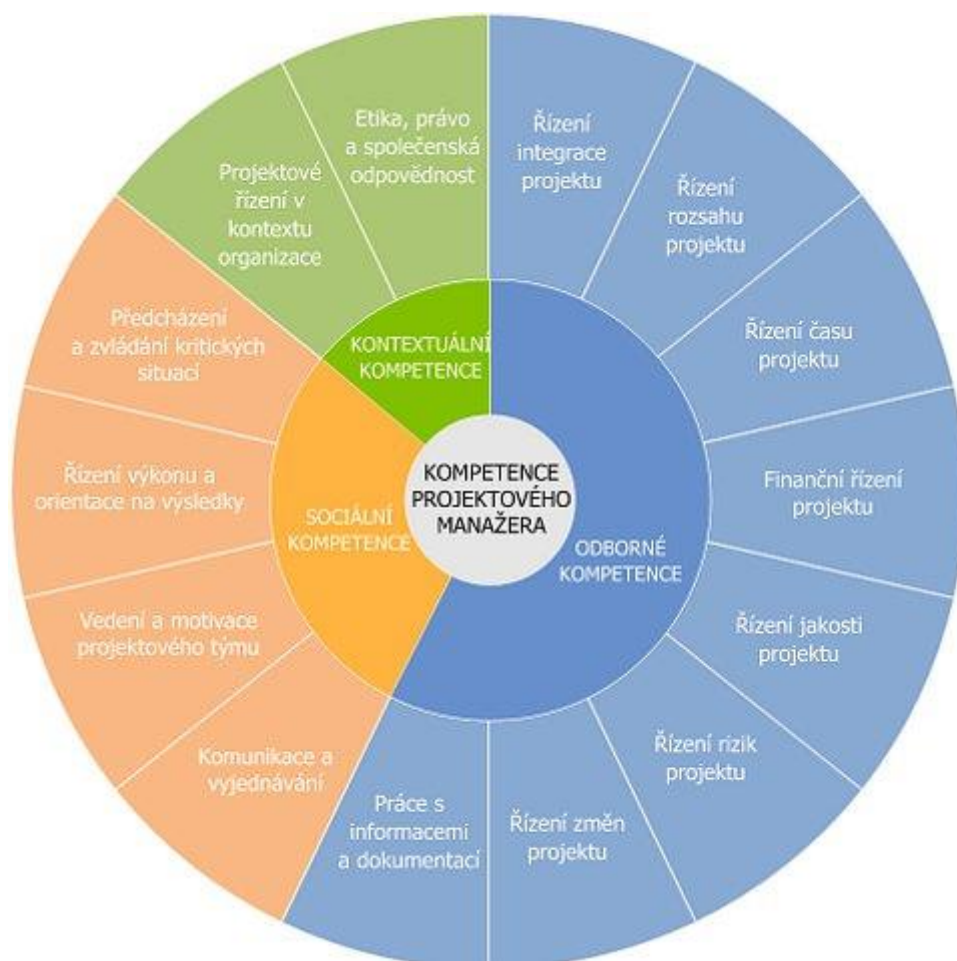 Etika, právo
a společenská
odpovědnost
Řízení
integrace
projektu
Projektové
řízení v
kontextu
organizace
Řízení
rozsahu
projektu
Předcházení
a zvládání kritických
situací
KONTEXTUÁLNÍ
KOMPETENCE
Řízení času
projektu
Řízení výkonu a
orientace na výsledky
KOMPETENCE
PROJEKTOVÉHO
MANAŽERA
Finanční řízení
projektu
SOCIÁLNÍ
KOMPETENCE
ODBORNÉ
KOMPETENCE
Vedení a motivace
projektového týmu
Řízení jakosti
projektu
Komunikace a
vyjednávání
Řízení rizik
projektu
Práce s
informacemi
a dokumentací
Řízení změn
projektu